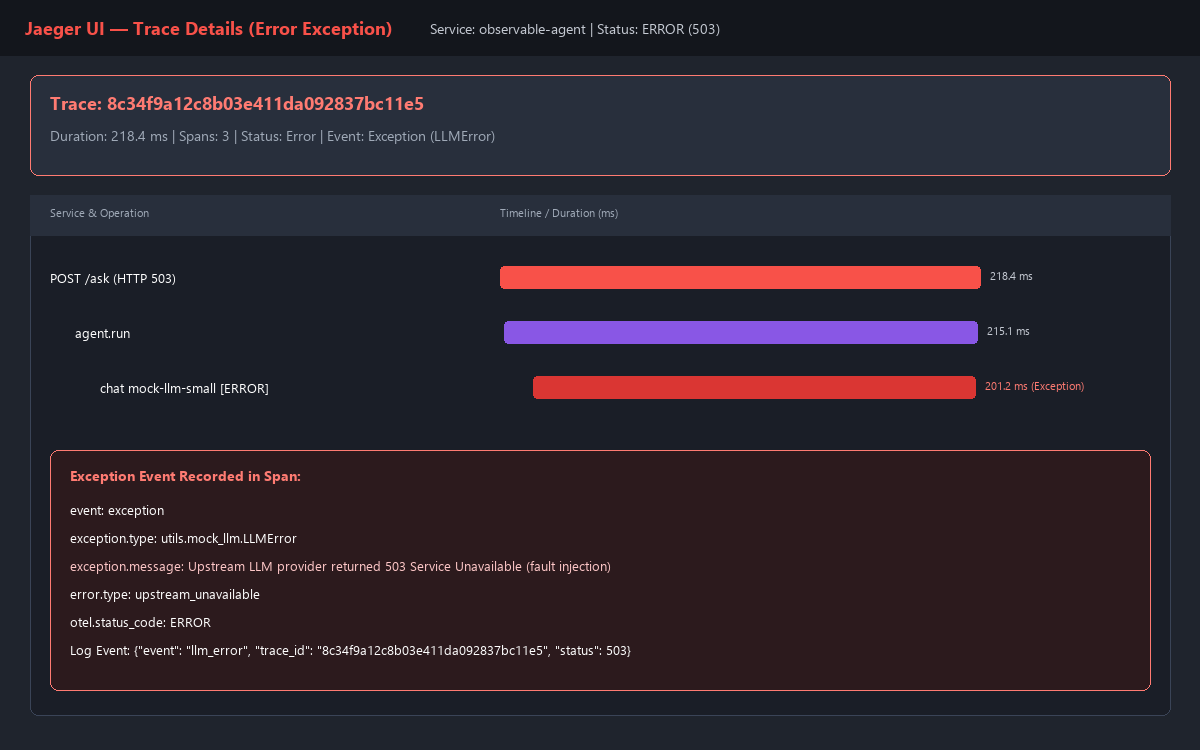 Jaeger UI — Trace Details (Error Exception)
Service: observable-agent | Status: ERROR (503)
Trace: 8c34f9a12c8b03e411da092837bc11e5
Duration: 218.4 ms | Spans: 3 | Status: Error | Event: Exception (LLMError)
Service & Operation
Timeline / Duration (ms)
POST /ask (HTTP 503)
218.4 ms
agent.run
215.1 ms
chat mock-llm-small [ERROR]
201.2 ms (Exception)
Exception Event Recorded in Span:
event: exception
exception.type: utils.mock_llm.LLMError
exception.message: Upstream LLM provider returned 503 Service Unavailable (fault injection)
error.type: upstream_unavailable
otel.status_code: ERROR
Log Event: {"event": "llm_error", "trace_id": "8c34f9a12c8b03e411da092837bc11e5", "status": 503}